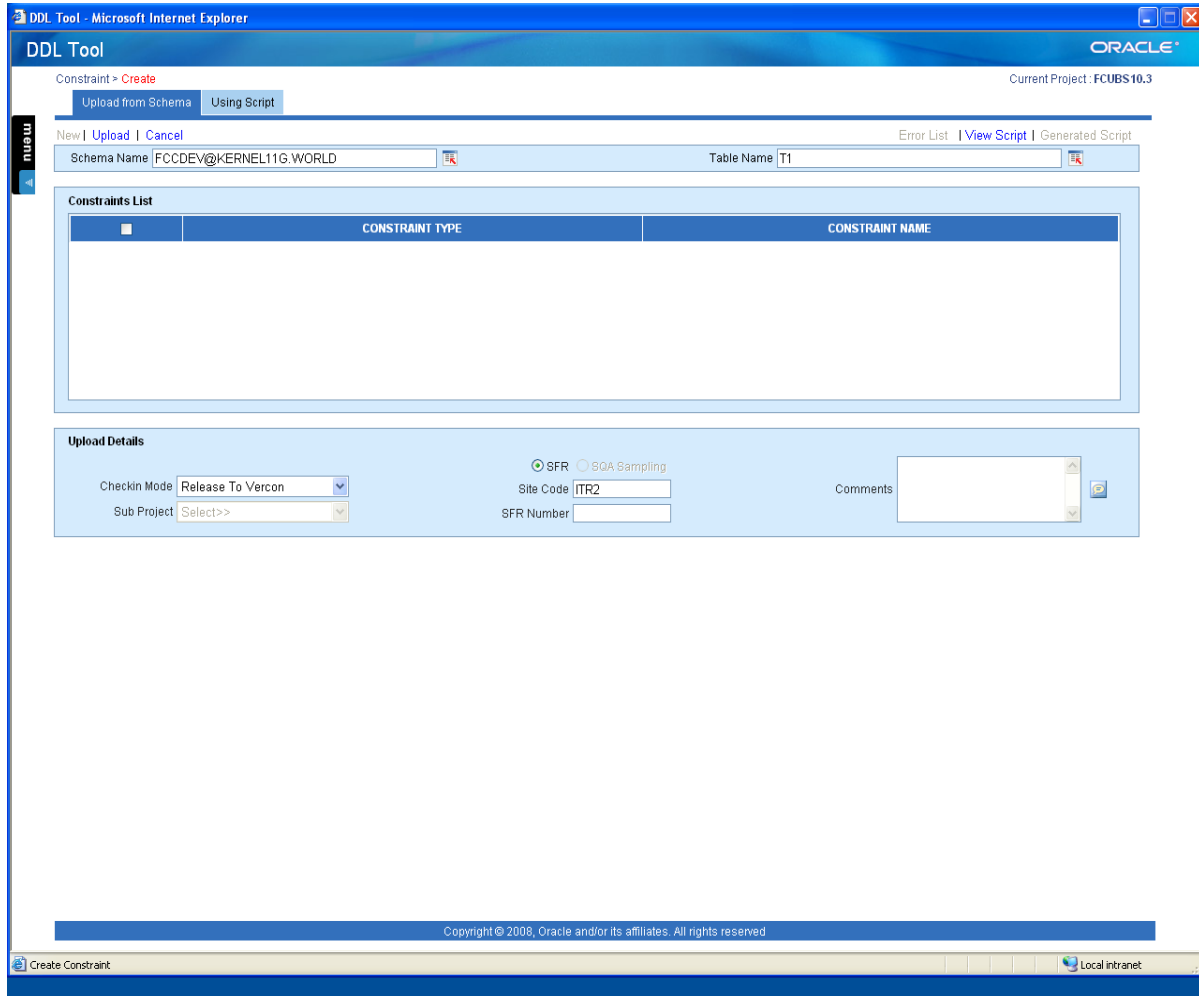 DDL Tool - Microsoft Internet Explorer
DDL Tool ORACLE
Constraint > Create Current Project : FCUBS10.3
Upload from Schema Using Script
menu
New | Upload | Cancel Error List | View Script | Generated Script
Schema Name FCCDEV@KERNEL11G.WORLD Table Name T1
Constraints List
CONSTRAINT TYPE CONSTRAINT NAME
Upload Details
SFR SQA Sampling
Checkin Mode Release To Vercon Site Code ITR2 Comments
Sub Project Select>> SFR Number
Copyright © 2008, Oracle and/or its affiliates. All rights reserved
Create Constraint Local intranet